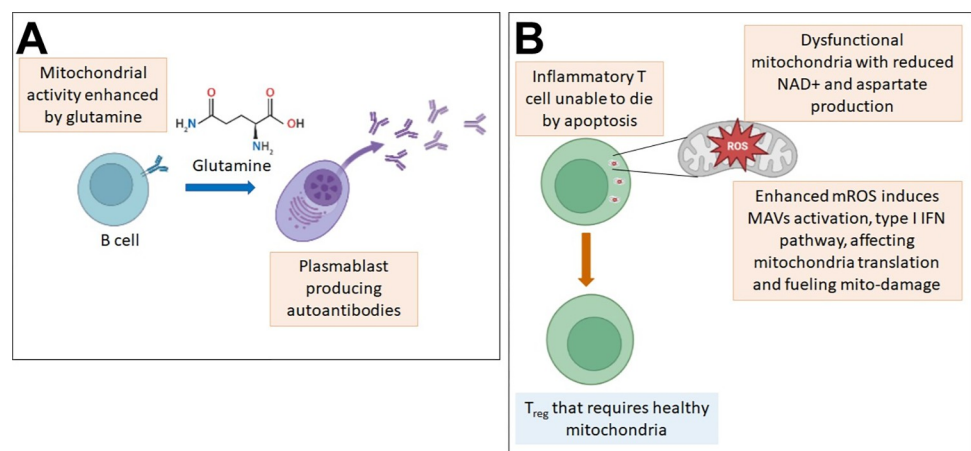 A
Mitochondrial
activity enhanced
by glutamine
O
O
H₂N
OH
NH₂
Glutamine
B cell
Plasmablast
producing
autoantibodies
B
Inflammatory T
cell unable to die
by apoptosis
Dysfunctional
mitochondria with reduced
NAD+ and aspartate
production
ROS
Enhanced mROS induces
MAVs activation, type I IFN
pathway, affecting
mitochondria translation
and fueling mito-damage
Treg that requires healthy
mitochondria